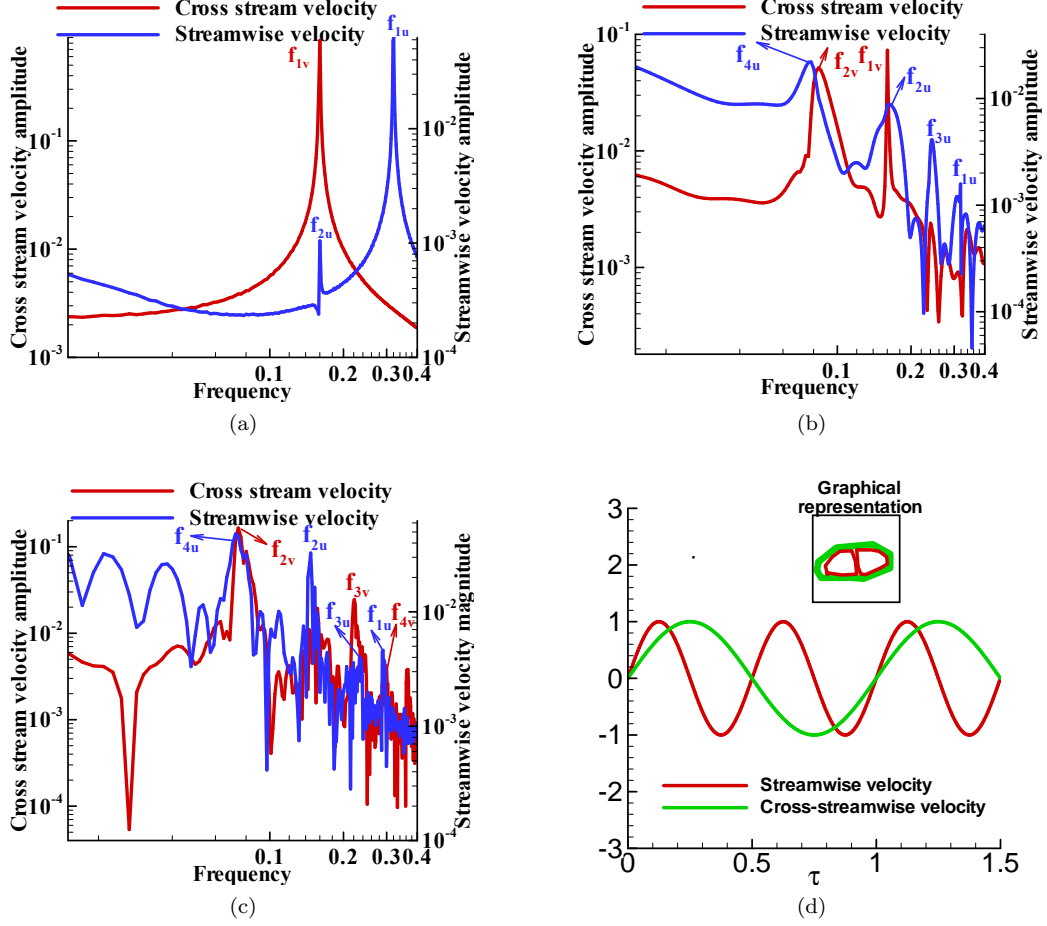 Cross stream velocity
Streamwise velocity
f1u
f1v
f2u
Cross stream velocity amplitude
10-1
10-2
10-3
Streamwise velocity amplitude
10-2
10-3
10-4
0.1 0.2 0.3 0.4
Frequency
(a)
Cross stream velocity
Streamwise velocity
f4u
f2v
f1v
f2u
f3u
f1u
Cross stream velocity amplitude
10-1
10-2
10-3
Streamwise velocity amplitude
10-2
10-3
10-4
0.1 0.2 0.3 0.4
Frequency
(b)
Cross stream velocity
Streamwise velocity
f4u
f2v
f2u
f3v
f3u
f1u
f4v
Cross stream velocity amplitude
10-1
10-2
10-3
10-4
Streamwise velocity magnitude
10-2
10-3
10-4
0.1 0.2 0.3 0.4
Frequency
(c)
Graphical
representation
3
2
1
0
-1
-2
-3
Streamwise velocity
Cross-streamwise velocity
0 0.5 1 1.5
τ
(d)